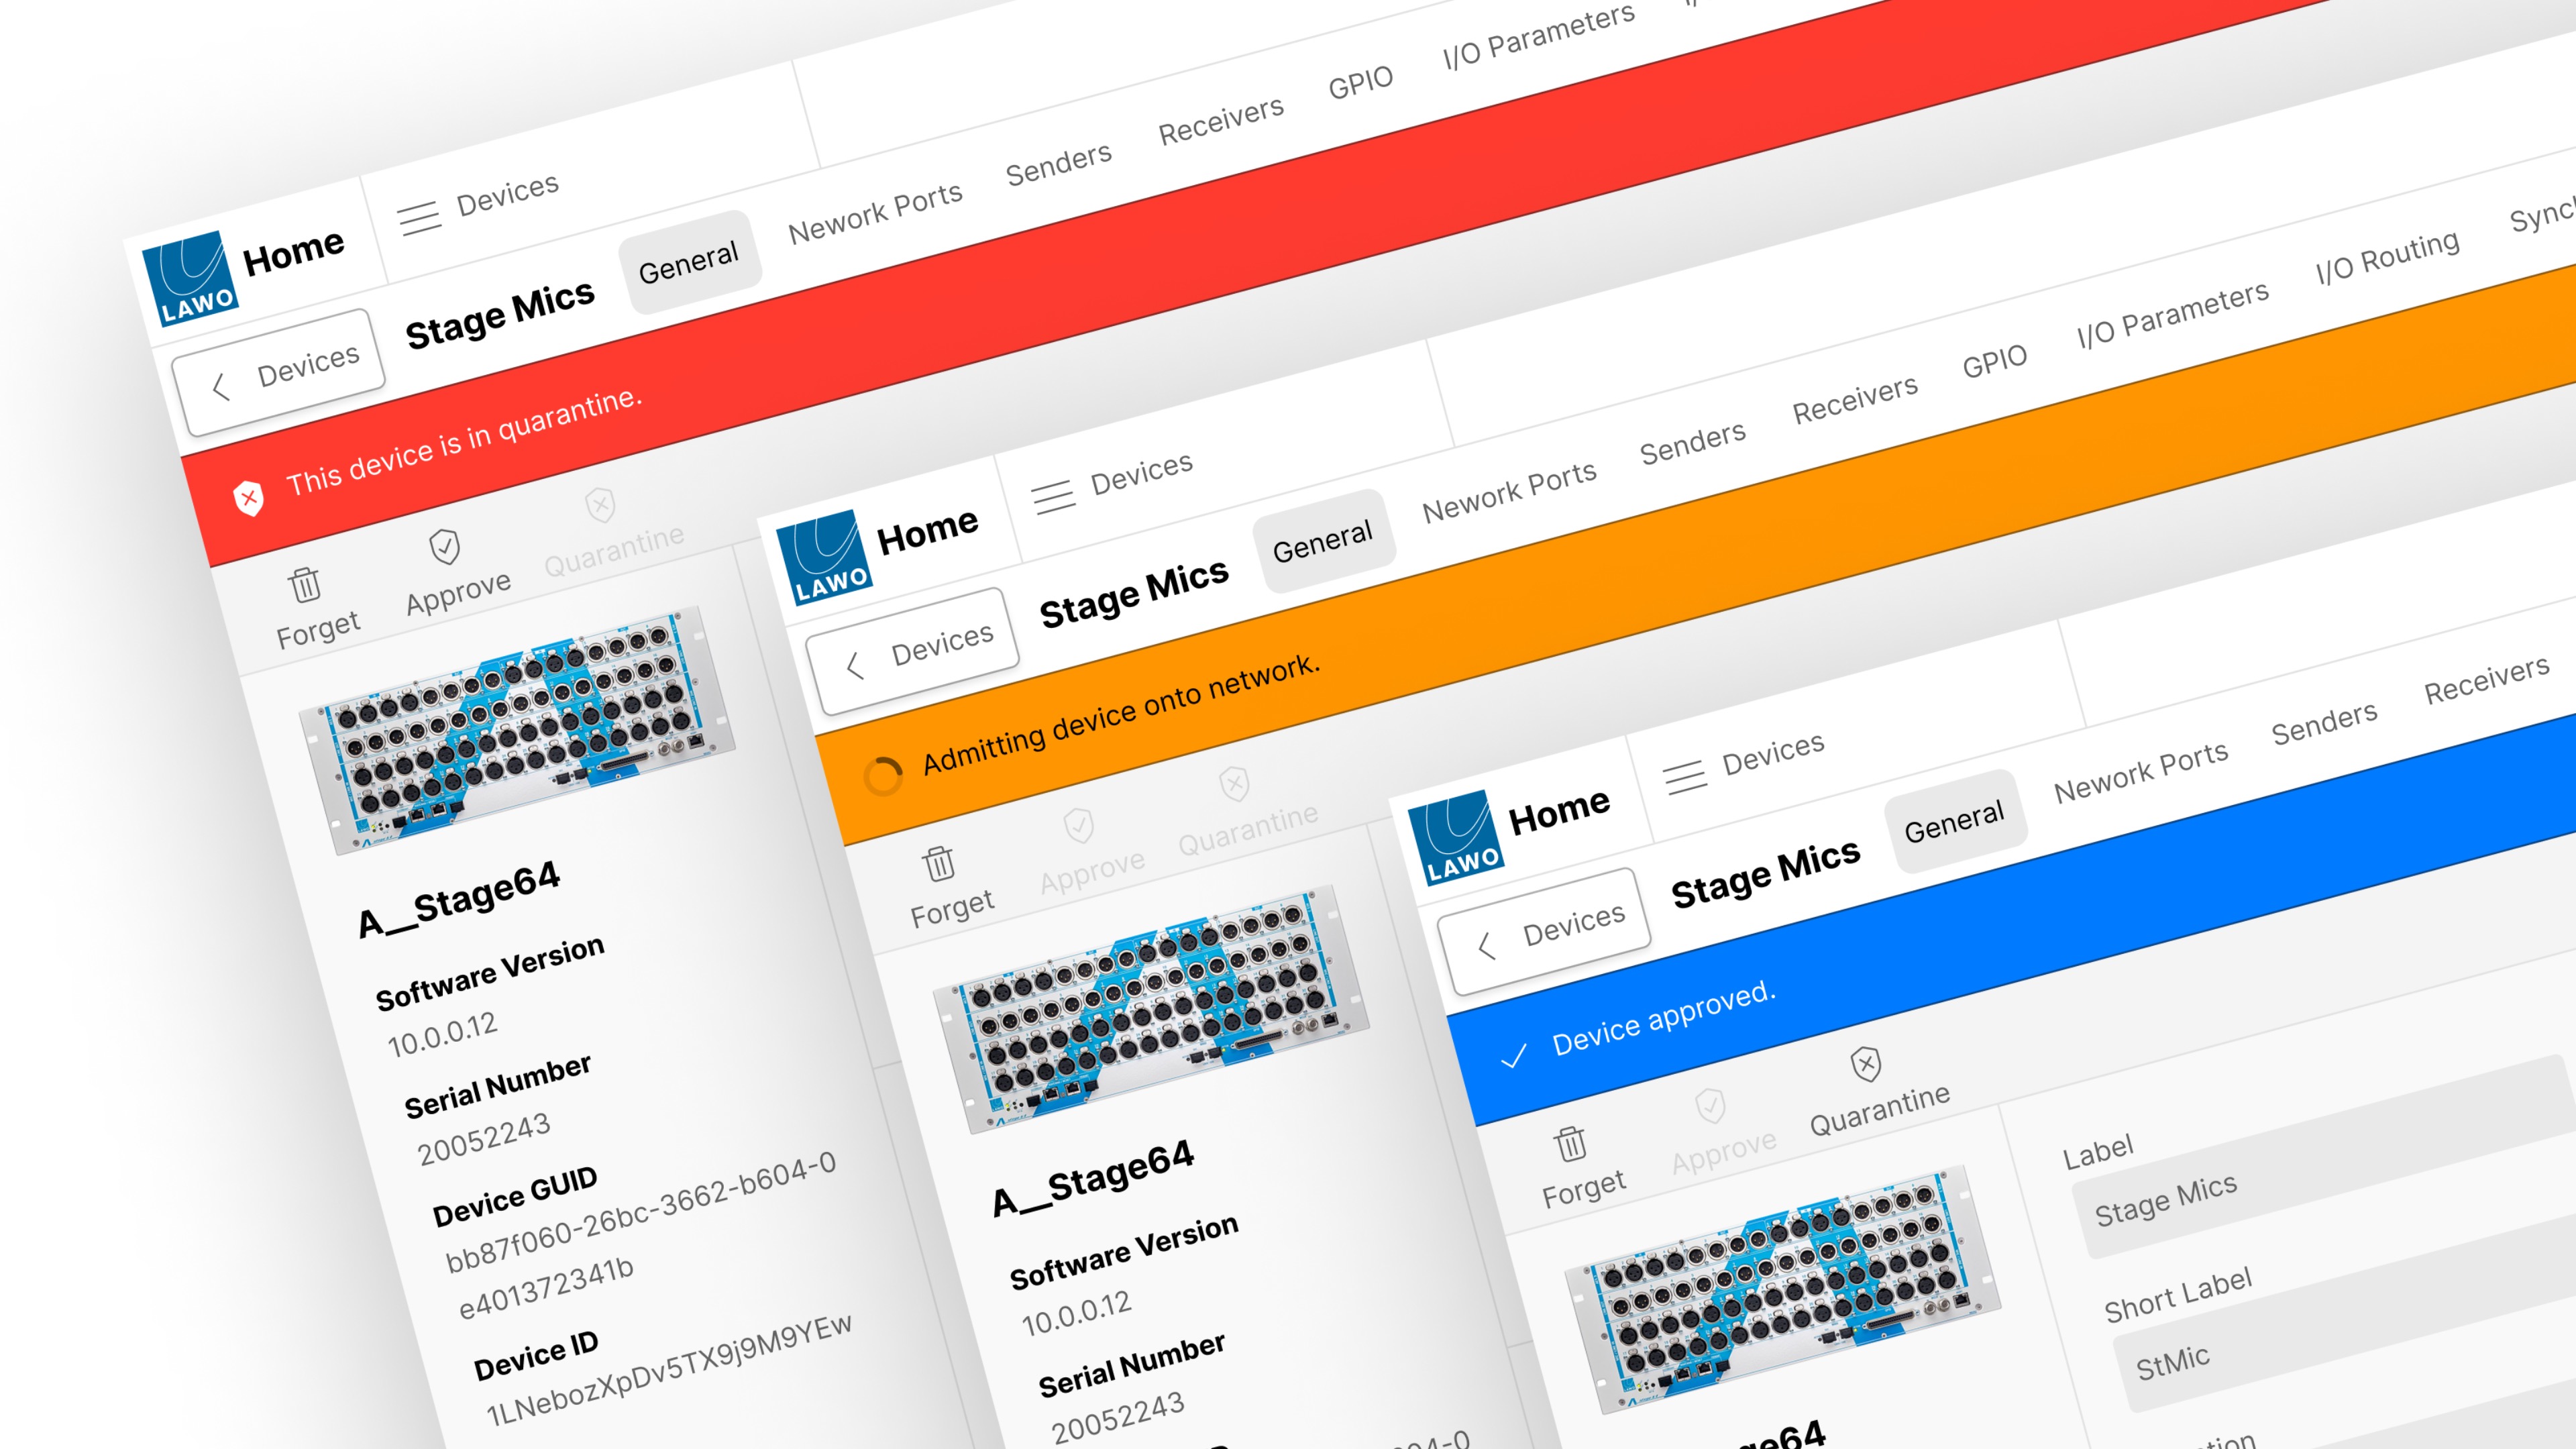 LAWO
Home
Devices
Devices
Stage Mics
General
Nework Ports
Senders
Receivers
GPIO
I/O Parameters
This device is in quarantine.
Forget
Approve
Quarantine
A__Stage64
Software Version
10.0.0.12
Serial Number
20052243
Device GUID
bb87f060-26bc-3662-b604-0
e401372341b
Device ID
1LNebozXpDv5TX9j9M9YEw
LAWO
Home
Devices
Devices
Stage Mics
General
Nework Ports
Senders
Receivers
GPIO
I/O Parameters
I/O Routing
Admitting device onto network.
Forget
Approve
Quarantine
A__Stage64
Software Version
10.0.0.12
Serial Number
20052243
LAWO
Home
Devices
Devices
Stage Mics
General
Nework Ports
Senders
Receivers
Device approved.
Forget
Approve
Quarantine
Label
Stage Mics
Short Label
StMic